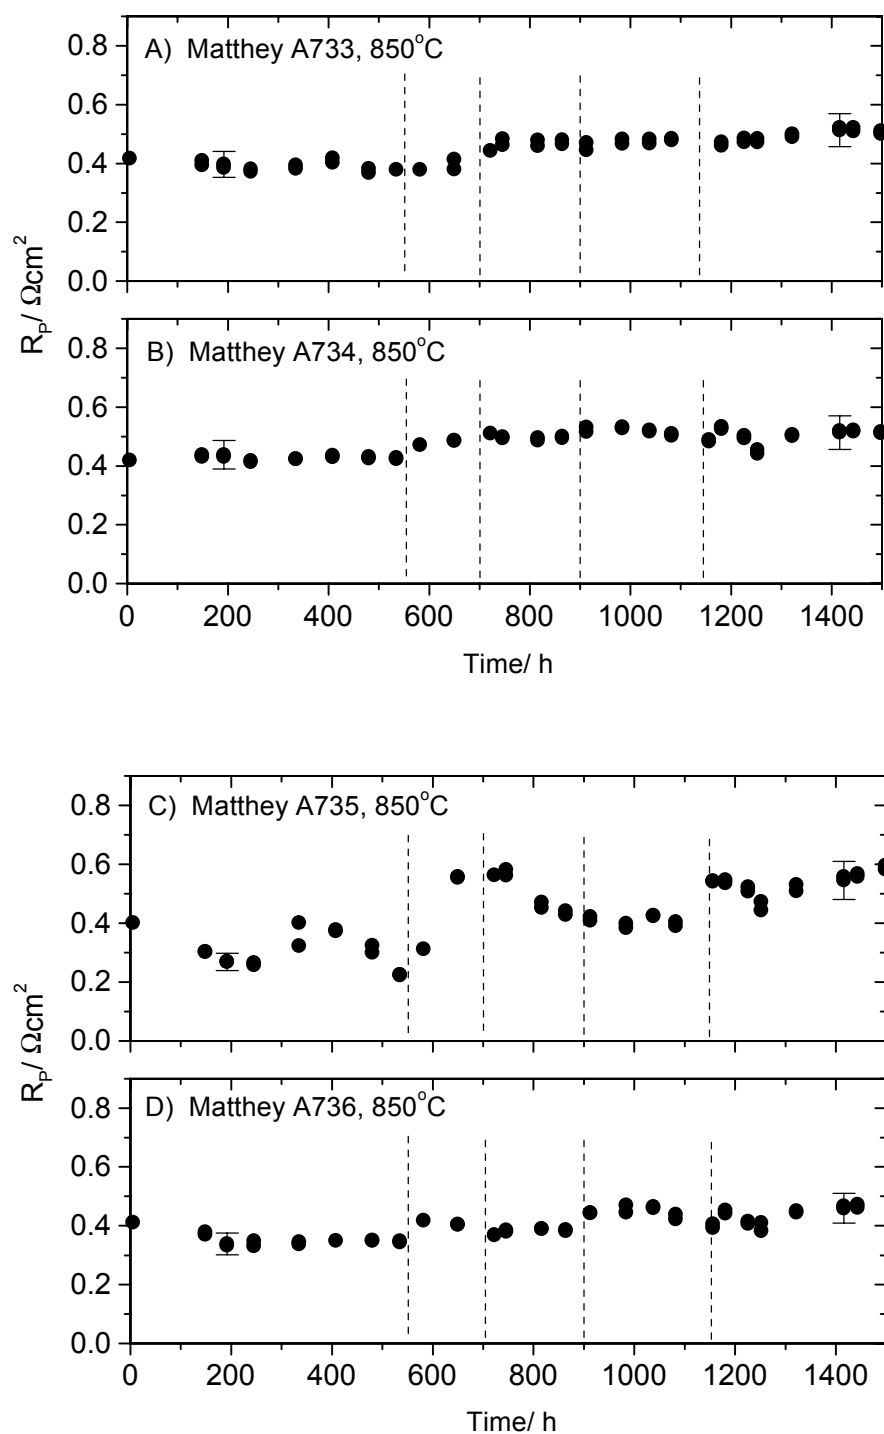 A) Matthey A733, 850°C
0.8
0.6
0.4
0.2
0.0
B) Matthey A734, 850°C
0.8
0.6
0.4
0.2
0.0
R_P/ Ωcm²
0 200 400 600 800 1000 1200 1400
Time/ h
C) Matthey A735, 850°C
0.8
0.6
0.4
0.2
0.0
D) Matthey A736, 850°C
0.8
0.6
0.4
0.2
0.0
R_P/ Ωcm²
0 200 400 600 800 1000 1200 1400
Time/ h